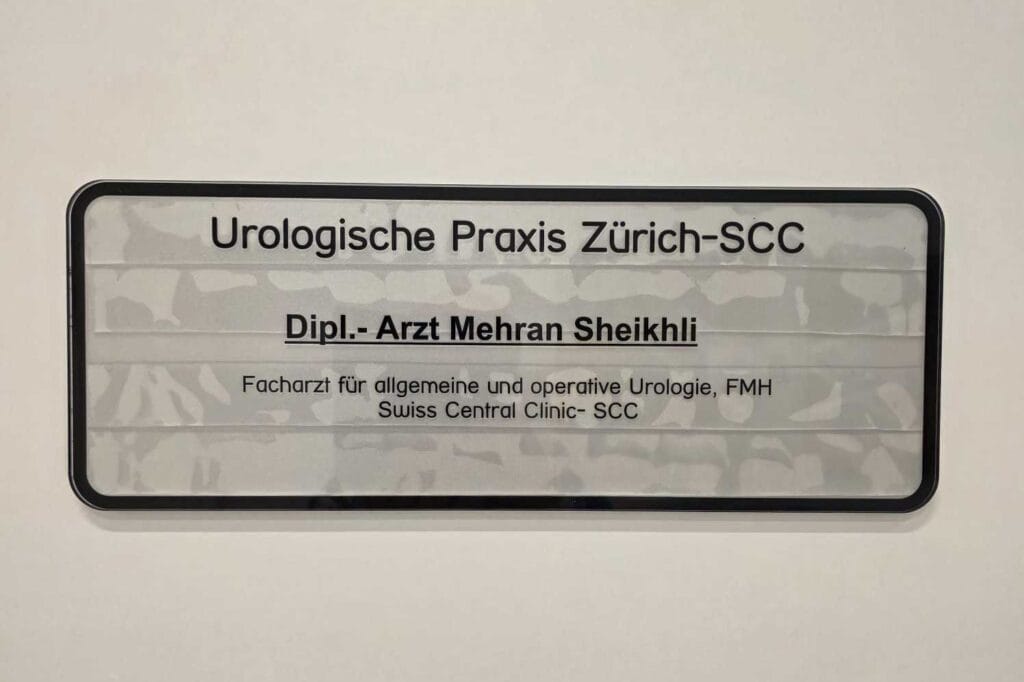 Urologische Praxis Zürich-SCC
Dipl.- Arzt Mehran Sheikhli
Facharzt für allgemeine und operative Urologie, FMH
Swiss Central Clinic- SCC